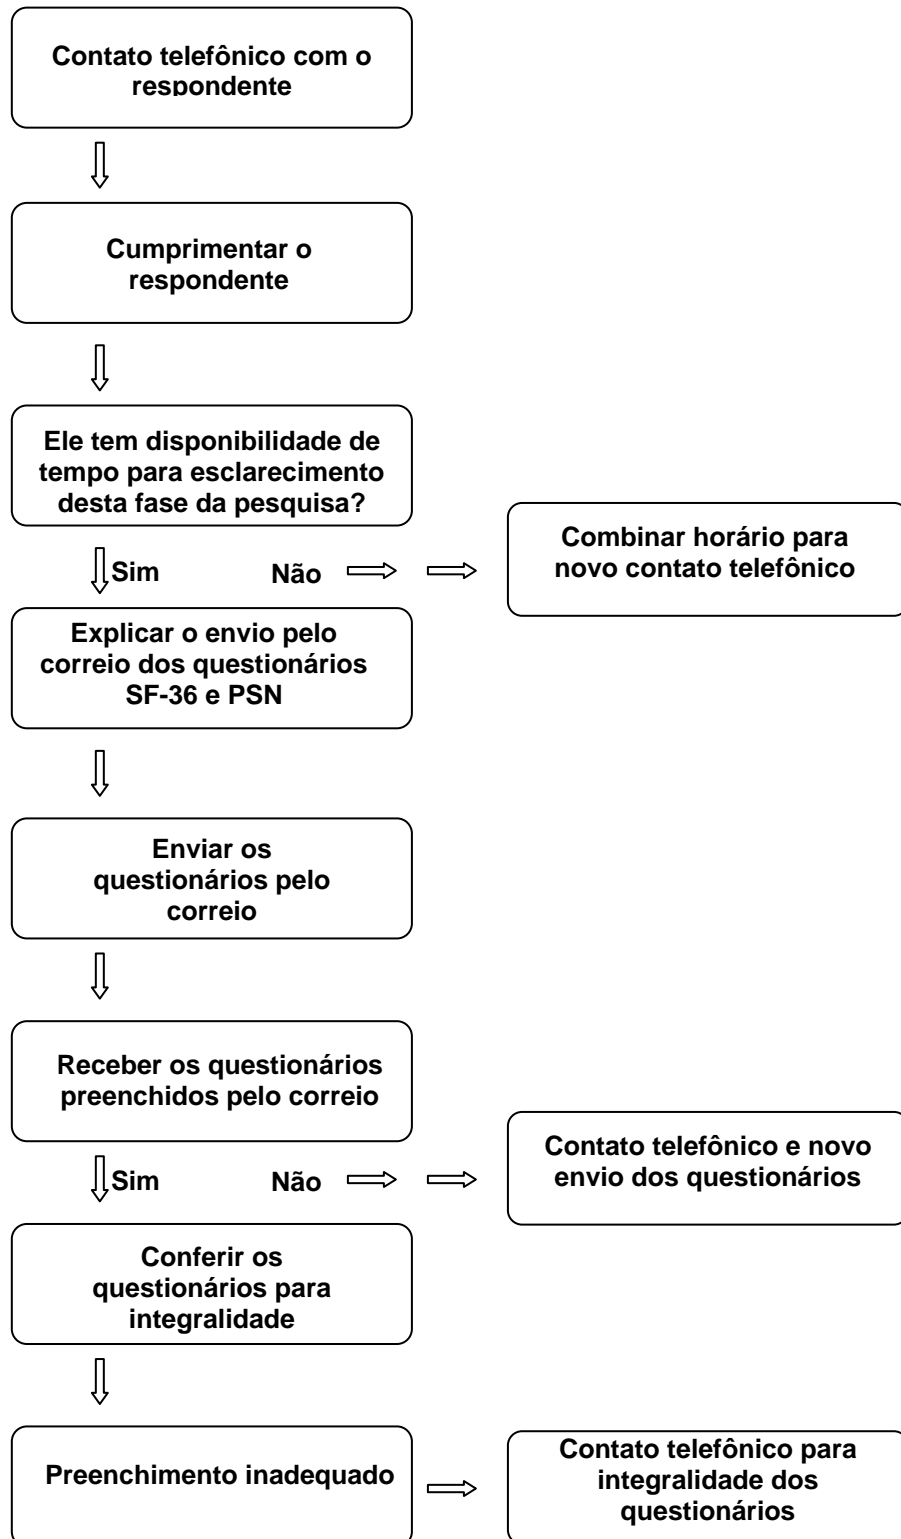 Contato telefônico com o
respondente
Cumprimentar o
respondente
Ele tem disponibilidade de
tempo para esclarecimento
desta fase da pesquisa?
Sim
Não
Combinar horário para
novo contato telefônico
Explicar o envio pelo
correio dos questionários
SF-36 e PSN
Enviar os
questionários pelo
correio
Receber os questionários
preenchidos pelo correio
Sim
Não
Contato telefônico e novo
envio dos questionários
Conferir os
questionários para
integralidade
Preenchimento inadequado
Contato telefônico para
integralidade dos
questionários